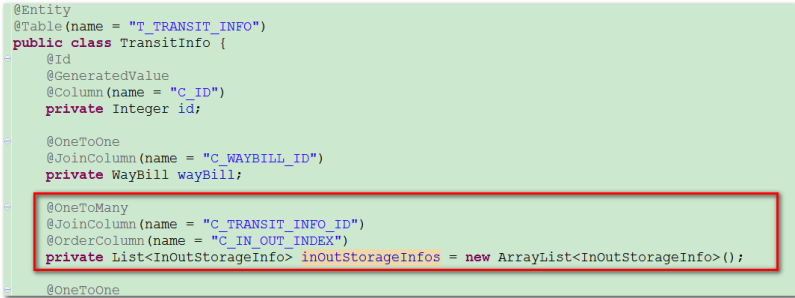 @Entity
@Table(name = "T_TRANSIT_INFO")
public class TransitInfo {
@Id
@GeneratedValue
@Column(name = "C_ID")
private Integer id;
@OneToOne
@JoinColumn(name = "C_WAYBILL_ID")
private WayBill wayBill;
@OneToMany
@JoinColumn(name = "C_TRANSIT_INFO_ID")
@OrderColumn(name = "C_IN_OUT_INDEX")
private List<InOutStorageInfo> inOutStorageInfos = new ArrayList<InOutStorageInfo>();
@OneToOne